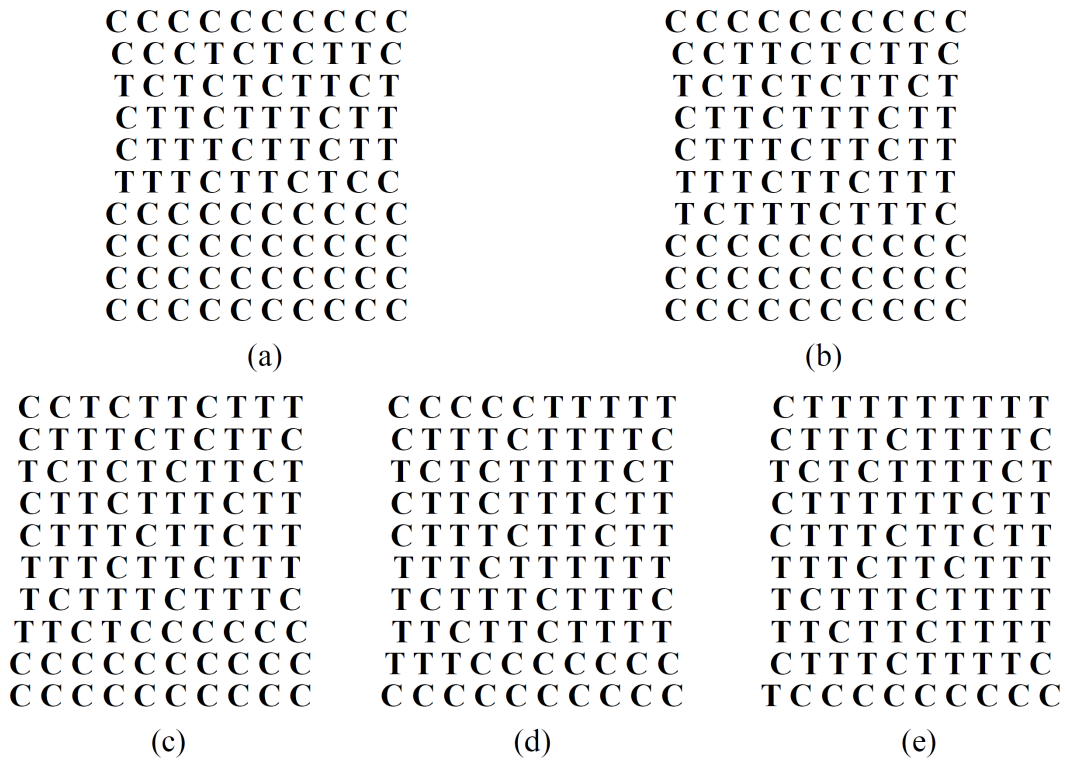 C C C C C C C C C C
C C C T C T C T T C
T C T C T C T T C T
C T T C T T T C T T
C T T T C T T C T T
T T T C T T C T C C
C C C C C C C C C C
C C C C C C C C C C
C C C C C C C C C C
C C C C C C C C C C
(a)
C C C C C C C C C C
C C T T C T C T T C
T C T C T C T T C T
C T T C T T T C T T
C T T T C T T C T T
T T T C T T C T T T
T C T T T C T T T C
C C C C C C C C C C
C C C C C C C C C C
C C C C C C C C C C
(b)
C C T C T T C T T T
C T T T C T C T T C
T C T C T C T T C T
C T T C T T T C T T
C T T T C T T C T T
T T T C T T C T T T
T C T T T C T T T C
T T C T C C C C C C
C C C C C C C C C C
C C C C C C C C C C
(c)
C C C C C T T T T T
C T T T C T T T T C
T C T C T T T T C T
C T T C T T T C T T
C T T T C T T C T T
T T T C T T T T T T
T C T T T C T T T C
T T C T T C T T T T
T T T C C C C C C C
C C C C C C C C C C
(d)
C T T T T T T T T T
C T T T C T T T T C
T C T C T T T T C T
C T T T T T T C T T
C T T T C T T C T T
T T T C T T C T T T
T C T T T C T T T T
T T C T T C T T T T
C T T T C T T T T C
T C C C C C C C C C
(e)